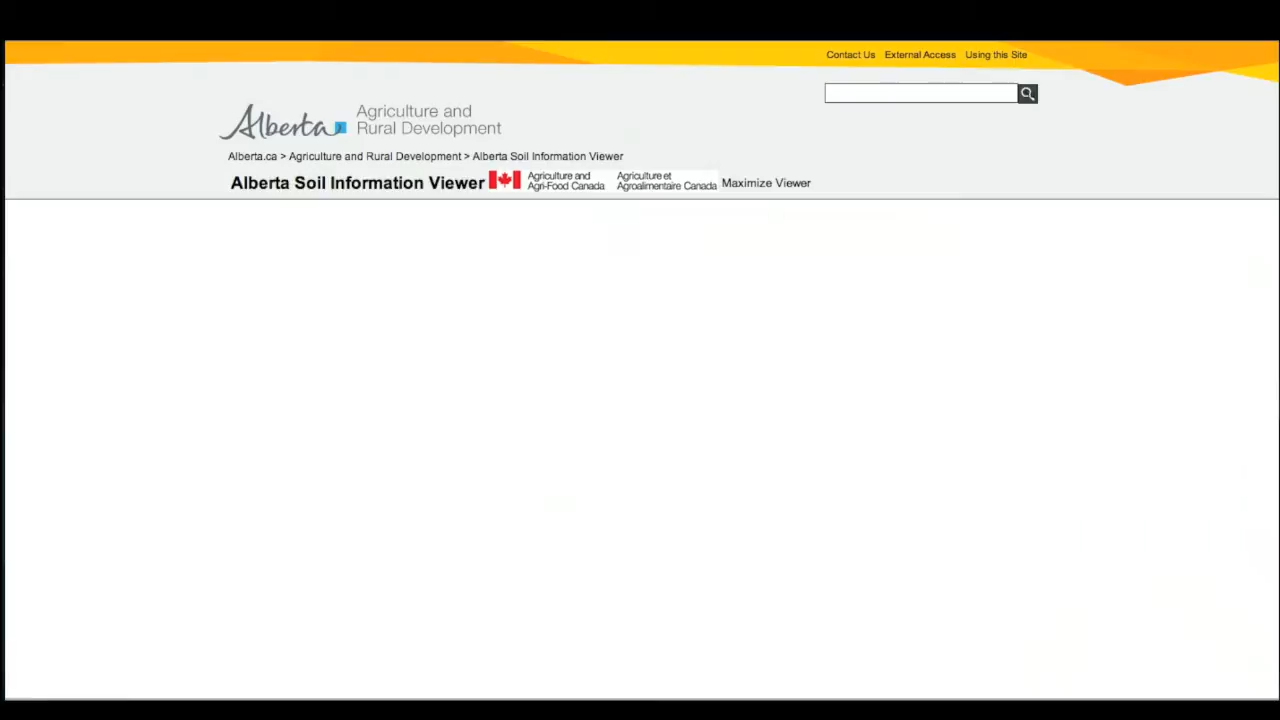 Contact Us External Access Using this Site
Alberta Agriculture and
Rural Development
Alberta.ca > Agriculture and Rural Development > Alberta Soil Information Viewer
Alberta Soil Information Viewer Agriculture and Agriculture et Maximize Viewer
Agri-Food Canada Agroalimentaire Canada